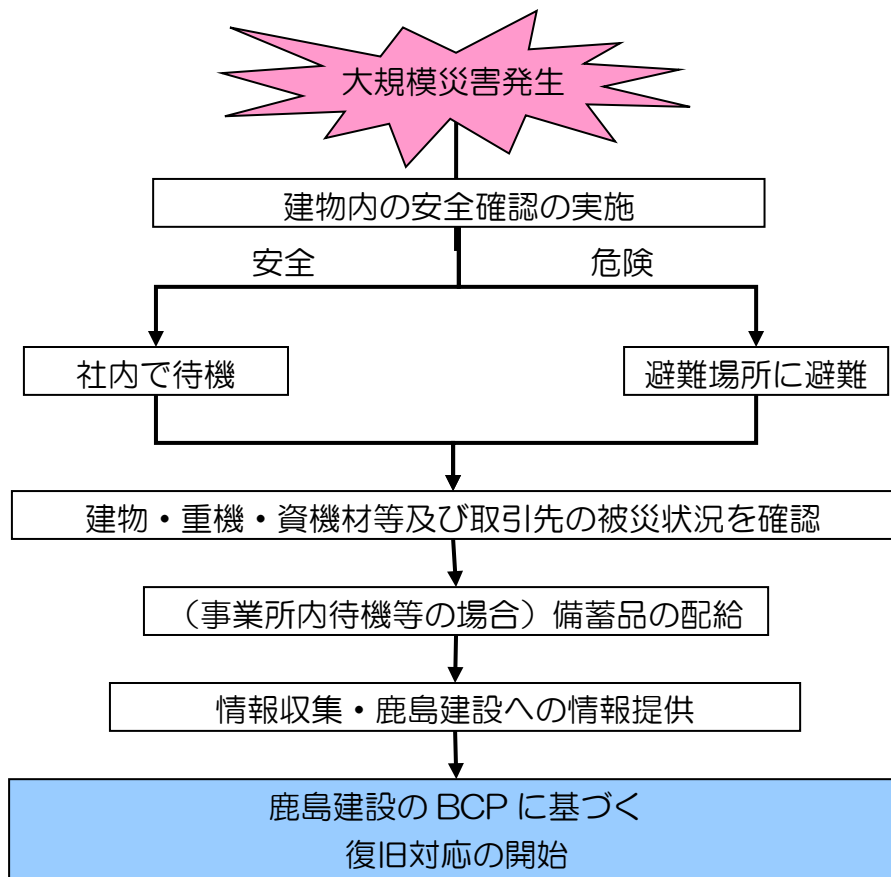 大規模災害発生
建物内の安全確認の実施
安全
危険
社内で待機
避難場所に避難
建物・重機・資機材等及び取引先の被災状況を確認
（事業所内待機等の場合）備蓄品の配給
情報収集・鹿島建設への情報提供
鹿島建設の BCP に基づく
復旧対応の開始